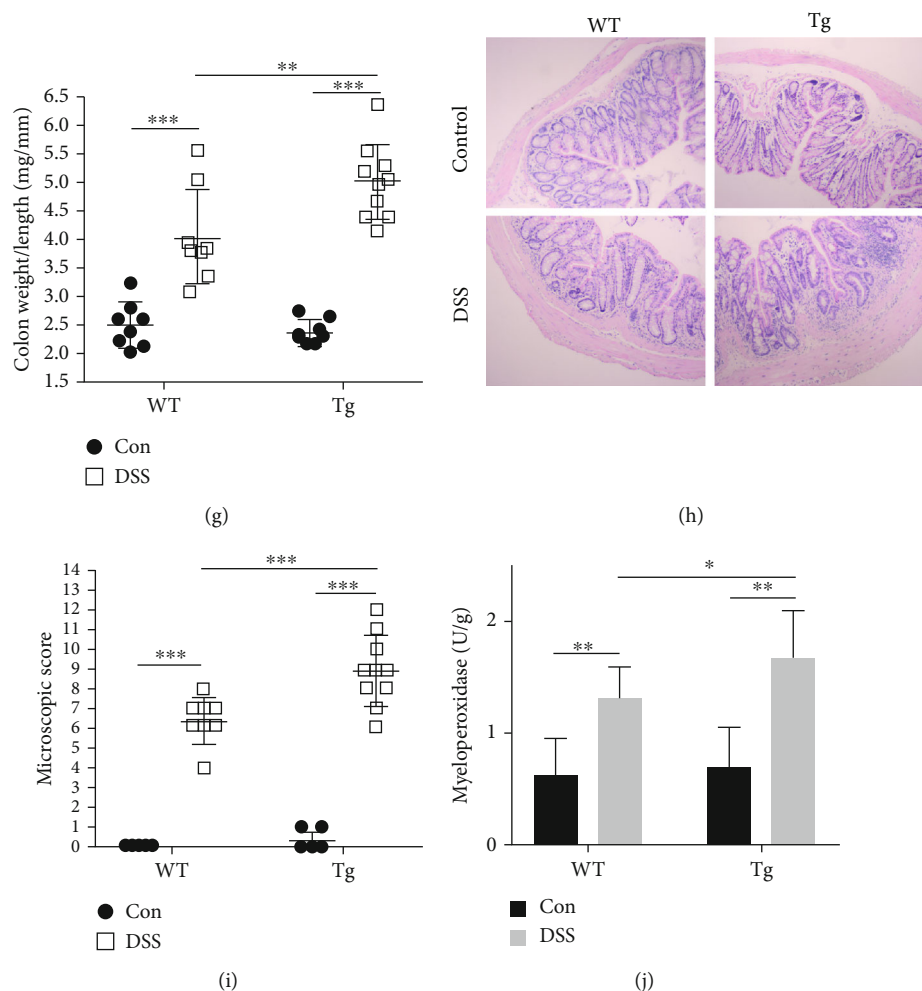 **
***
***
6.5
6.0
5.5
5.0
4.5
4.0
3.5
3.0
2.5
2.0
1.5
Colon weight/length (mg/mm)
WT
Tg
Con
DSS
(g)
WT
Tg
Control
DSS
(h)
***
***
***
14
13
12
11
10
9
8
7
6
5
4
3
2
1
0
Microscopic score
WT
Tg
Con
DSS
(i)
*
**
**
2
1
0
Myeloperoxidase (U/g)
WT
Tg
Con
DSS
(j)